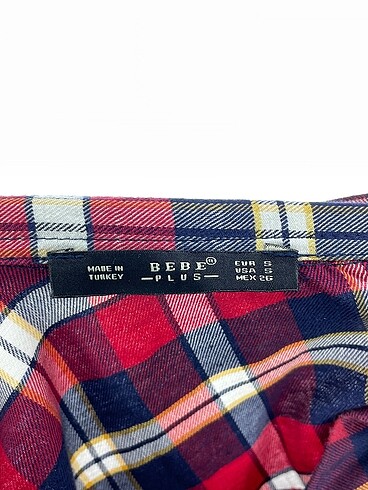 MADE IN
TURKEY
BEBE
PLUS
EUR S
USA S
MEX 26